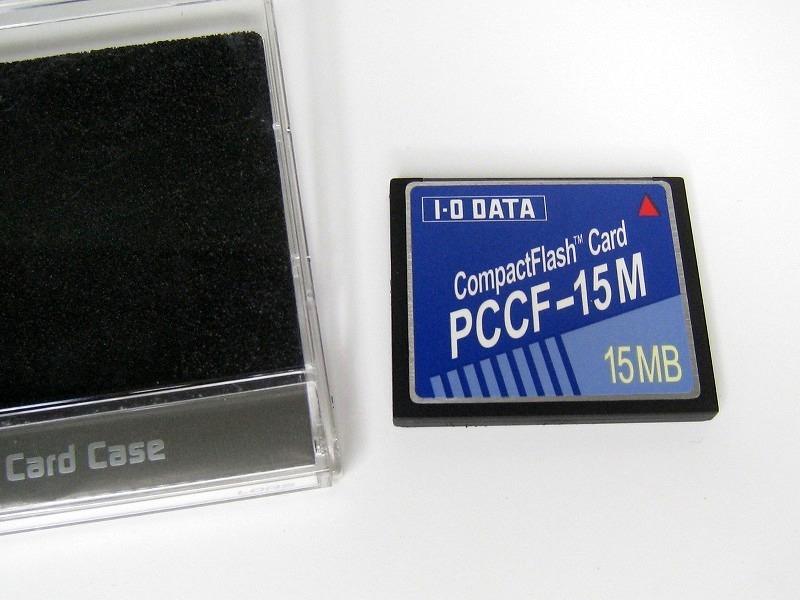 I-O DATA
CompactFlash™ Card
PCCF-15M
15MB
Card Case